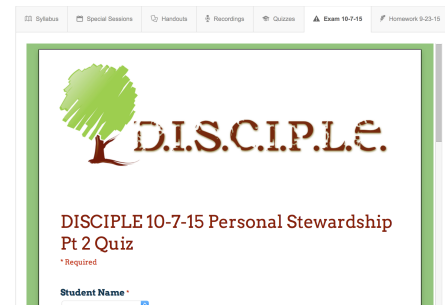 Syllabus Special Sessions Handouts Recordings Quizzes Exam 10-7-15 Homework 9-23-15
D.I.S.C.I.P.L.E.
DISCIPLE 10-7-15 Personal Stewardship
Pt 2 Quiz
* Required
Student Name *